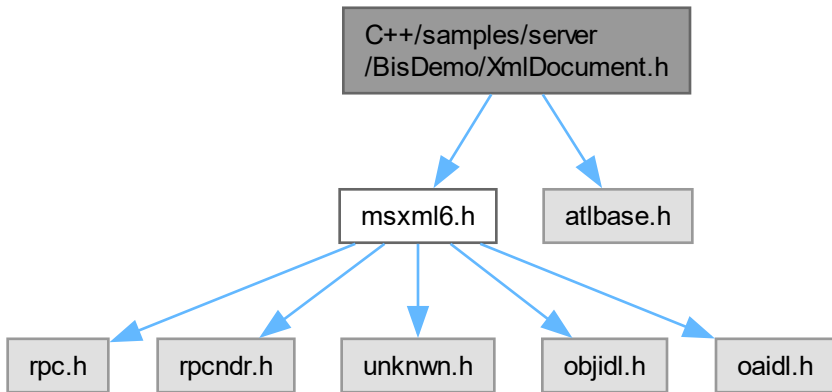 C++/samples/server
/BisDemo/XmlDocument.h
msxml6.h
atlbase.h
rpc.h
rpcndr.h
unknwn.h
objidl.h
oaidl.h